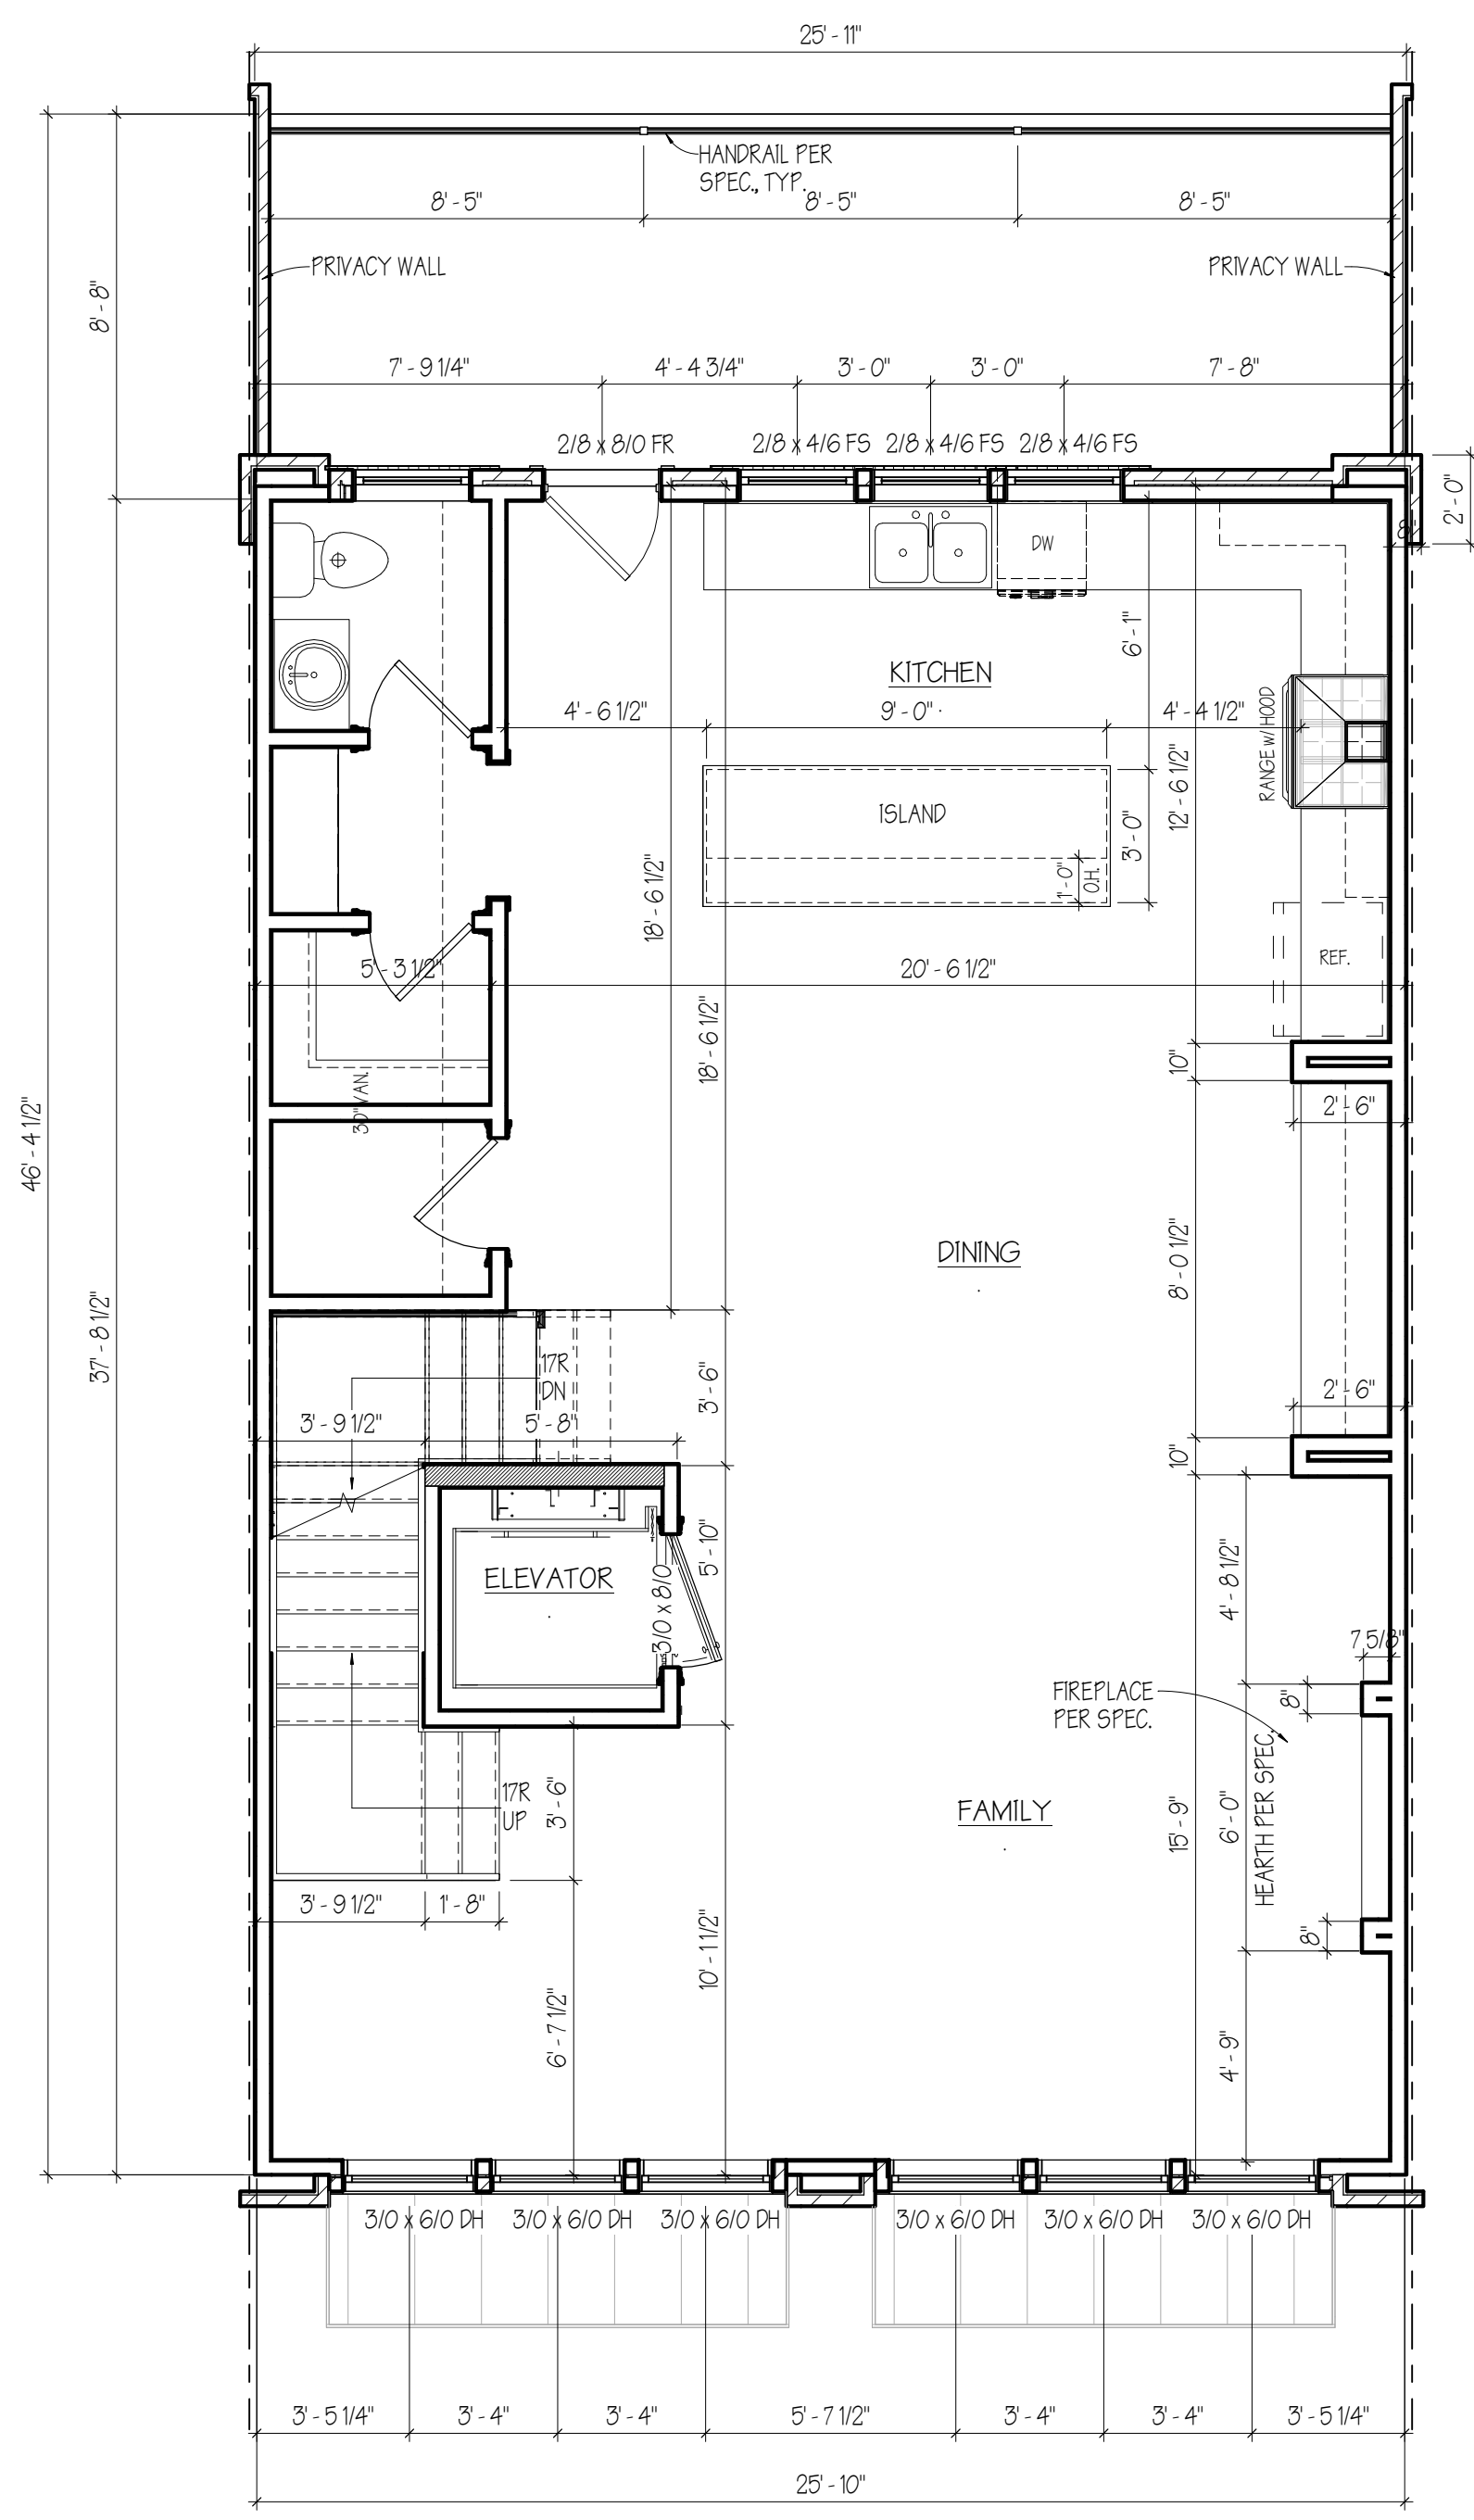 25' - 11"
HANDRAIL PER
SPEC., TYP.
8' - 5"
8' - 5"
8' - 5"
PRIVACY WALL
PRIVACY WALL
8' - 8"
7' - 9 1/4"
4' - 4 3/4"
3' - 0"
3' - 0"
7' - 8"
2/8 x 8/0 FR
2/8 x 4/6 FS
2/8 x 4/6 FS
2/8 x 4/6 FS
2' - 0"
8"
DW
6' - 1"
KITCHEN
4' - 6 1/2"
9' - 0"
4' - 4 1/2"
RANGE w/ HOOD
ISLAND
3' - 0"
12' - 6 1/2"
1' - 0"
O.H.
18' - 6 1/2"
5' - 3 1/2"
20' - 6 1/2"
REF.
18' - 6 1/2"
10"
30" VAN.
2' - 6"
46' - 4 1/2"
DINING
8' - 0 1/2"
37' - 8 1/2"
17R
DN
3' - 6"
2' - 6"
3' - 9 1/2"
5' - 8"
10"
ELEVATOR
3/0 x 8/0
5' - 10"
4' - 8 1/2"
7 5/8"
FIREPLACE
PER SPEC.
8"
HEARTH PER SPEC.
17R
UP
3' - 6"
FAMILY
15' - 9"
6' - 0"
3' - 9 1/2"
1' - 8"
10' - 1 1/2"
8"
6' - 7 1/2"
4' - 9"
3/0 x 6/0 DH
3/0 x 6/0 DH
3/0 x 6/0 DH
3/0 x 6/0 DH
3/0 x 6/0 DH
3/0 x 6/0 DH
3' - 5 1/4"
3' - 4"
3' - 4"
5' - 7 1/2"
3' - 4"
3' - 4"
3' - 5 1/4"
25' - 10"